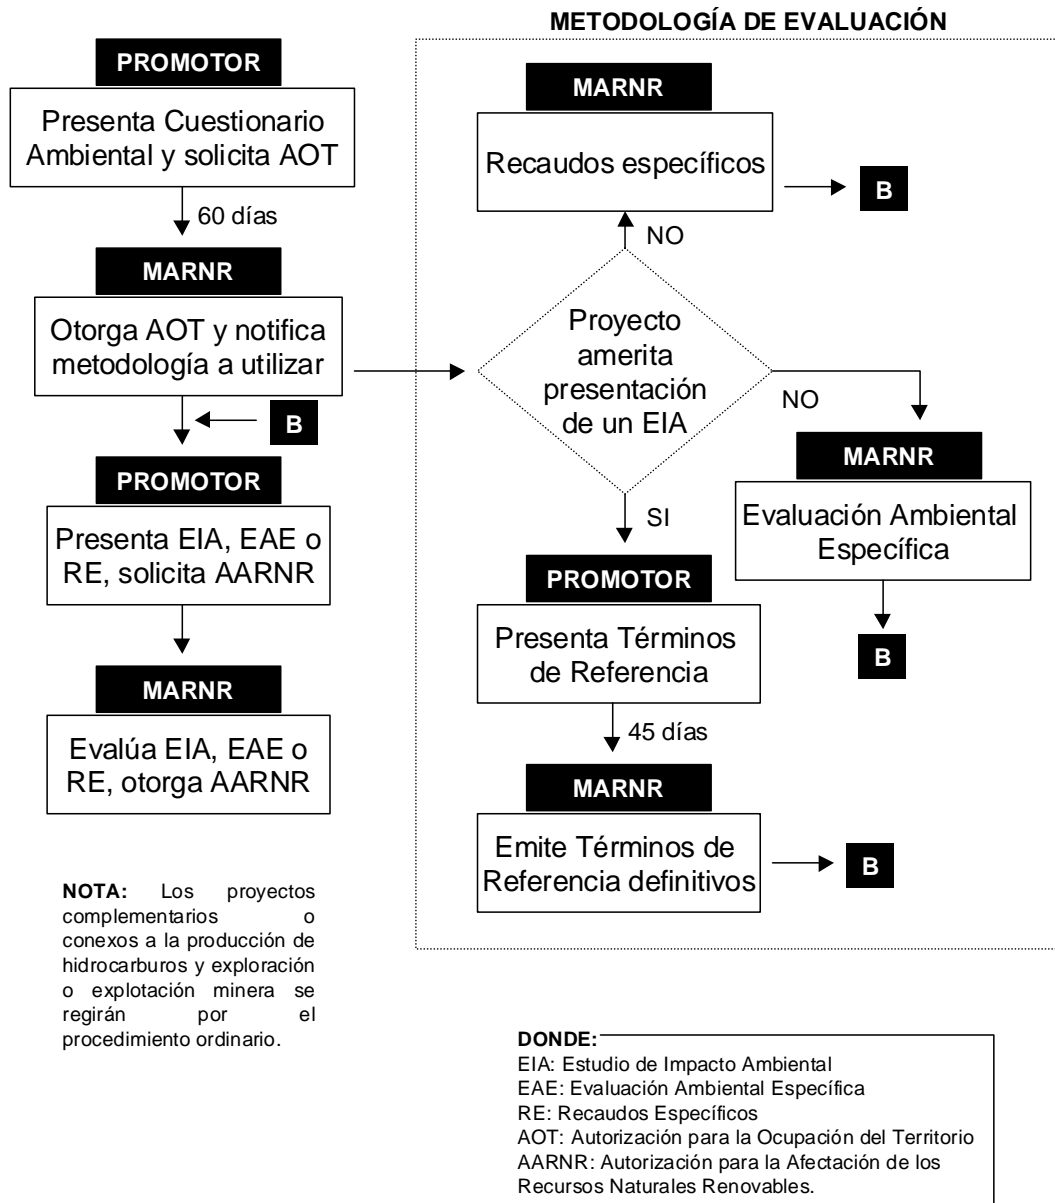 METODOLOGÍA DE EVALUACIÓN
PROMOTOR
Presenta Cuestionario
Ambiental y solicita AOT
60 días
MARNR
Otorga AOT y notifica
metodología a utilizar
B
PROMOTOR
Presenta EIA, EAE o
RE, solicita AARNR
MARNR
Evalúa EIA, EAE o
RE, otorga AARNR
MARNR
Recaudos específicos
B
NO
Proyecto
amerita
presentación
de un EIA
NO
MARNR
Evaluación Ambiental
Específica
B
SI
PROMOTOR
Presenta Términos
de Referencia
45 días
MARNR
Emite Términos de
Referencia definitivos
B
NOTA: Los proyectos
complementarios o
conexos a la producción de
hidrocarburos y exploración
o explotación minera se
regirán por el
procedimiento ordinario.
DONDE:
EIA: Estudio de Impacto Ambiental
EAE: Evaluación Ambiental Específica
RE: Recaudos Específicos
AOT: Autorización para la Ocupación del Territorio
AARNR: Autorización para la Afectación de los
Recursos Naturales Renovables.